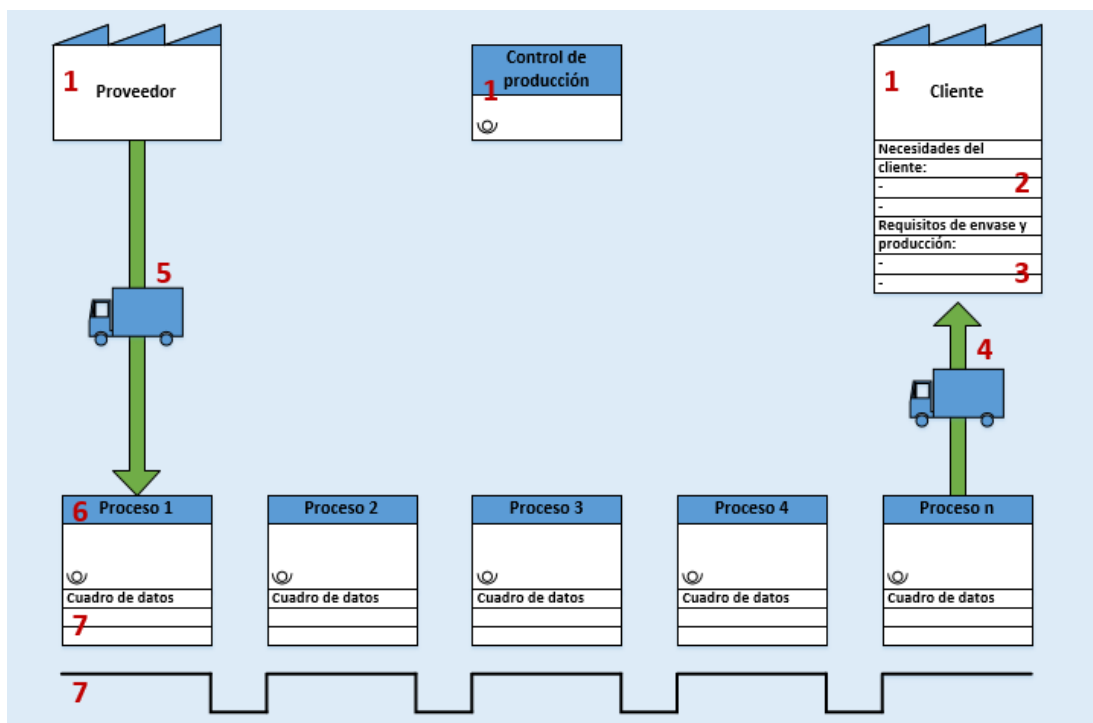 1
Proveedor
Control de
producción
1
1
Cliente
Necesidades del
cliente:
-
2
-
Requisitos de envase y
producción:
-
3
-
5
4
6
Proceso 1
Proceso 2
Proceso 3
Proceso 4
Proceso n
Cuadro de datos
Cuadro de datos
Cuadro de datos
Cuadro de datos
Cuadro de datos
7
7